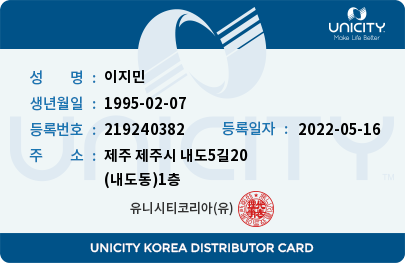 UNICITY
Make Life Better
성 명 : 이지민
생년월일 : 1995-02-07
등록번호 : 219240382 등록일자 : 2022-05-16
주 소 : 제주 제주시 내도5길20
(내도동)1층
UNICITY TM
유니시티코리아(유)
UNICITY KOREA DISTRIBUTOR CARD